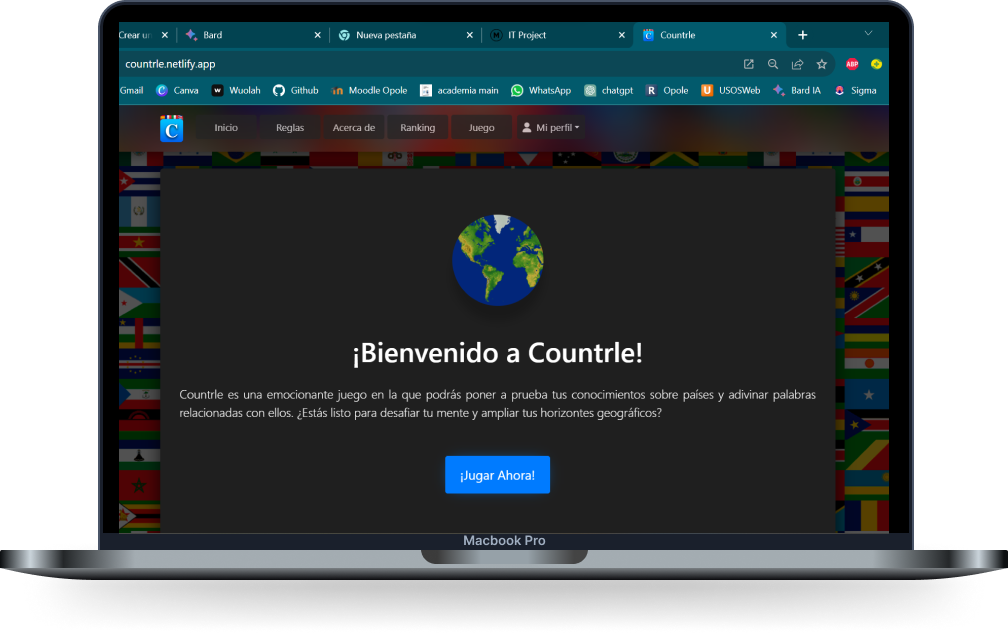 Crear un
Bard
Nueva pestaña
M
IT Project
C
Countrle
countrle.netlify.app
ABP
Gmail
C
Canva
W
Wuolah
Github
m
Moodle Opole
academia main
WhatsApp
chatgpt
R
Opole
U
USOSWeb
Bard IA
Sigma
C
Inicio
Reglas
Acerca de
Ranking
Juego
Mi perfil
¡Bienvenido a Countrle!
Countrle es una emocionante juego en la que podrás poner a prueba tus conocimientos sobre países y adivinar palabras
relacionadas con ellos. ¿Estás listo para desafiar tu mente y ampliar tus horizontes geográficos?
¡Jugar Ahora!
Macbook Pro